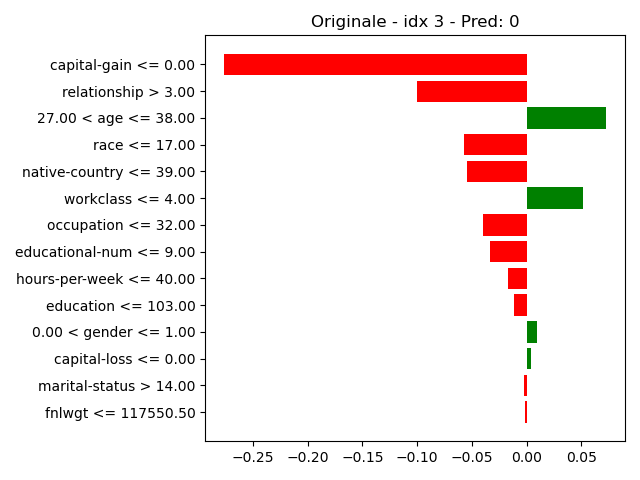 Originale - idx 3 - Pred: 0
capital-gain <= 0.00
relationship > 3.00
27.00 < age <= 38.00
race <= 17.00
native-country <= 39.00
workclass <= 4.00
occupation <= 32.00
educational-num <= 9.00
hours-per-week <= 40.00
education <= 103.00
0.00 < gender <= 1.00
capital-loss <= 0.00
marital-status > 14.00
fnlwgt <= 117550.50
−0.25 −0.20 −0.15 −0.10 −0.05 0.00 0.05